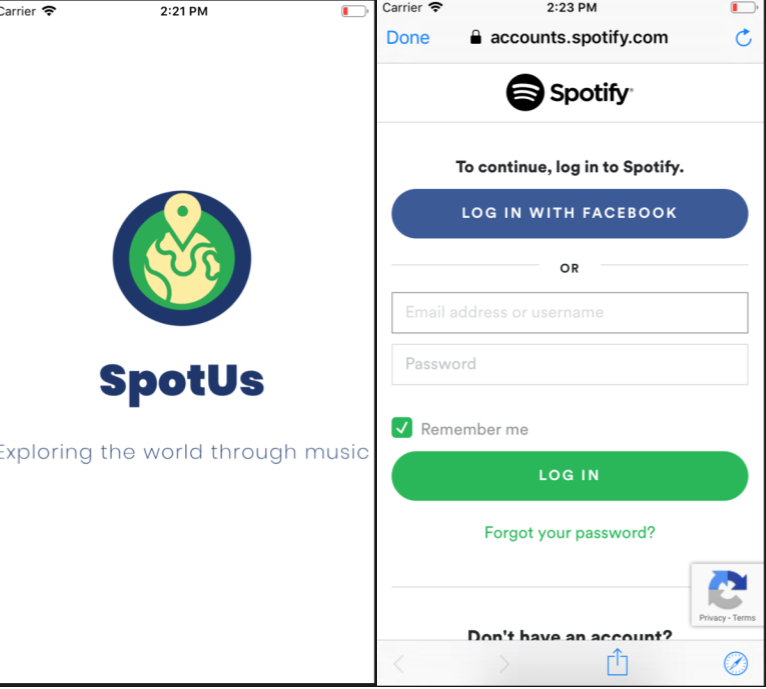 Carrier
2:21 PM
SpotUs
Exploring the world through music
Carrier
2:23 PM
Done
accounts.spotify.com
Spotify®
To continue, log in to Spotify.
LOG IN WITH FACEBOOK
OR
Email address or username
Password
Remember me
LOG IN
Forgot your password?
Privacy - Terms
Don't have an account?